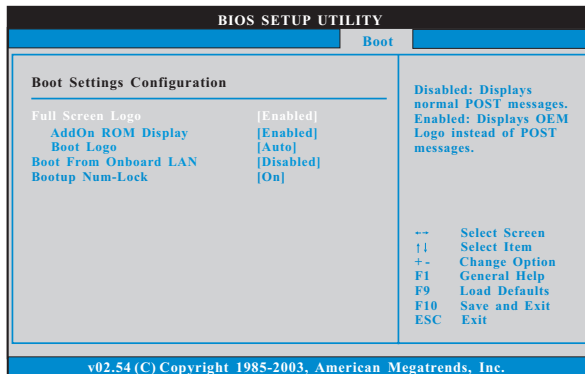 BIOS SETUP UTILITY
Boot
Boot Settings Configuration
Full Screen Logo [Enabled]
AddOn ROM Display [Enabled]
Boot Logo [Auto]
Boot From Onboard LAN [Disabled]
Bootup Num-Lock [On]
Disabled: Displays
normal POST messages.
Enabled: Displays OEM
Logo instead of POST
messages.
←→ Select Screen
↑↓ Select Item
+ - Change Option
F1 General Help
F9 Load Defaults
F10 Save and Exit
ESC Exit
v02.54 (C) Copyright 1985-2003, American Megatrends, Inc.